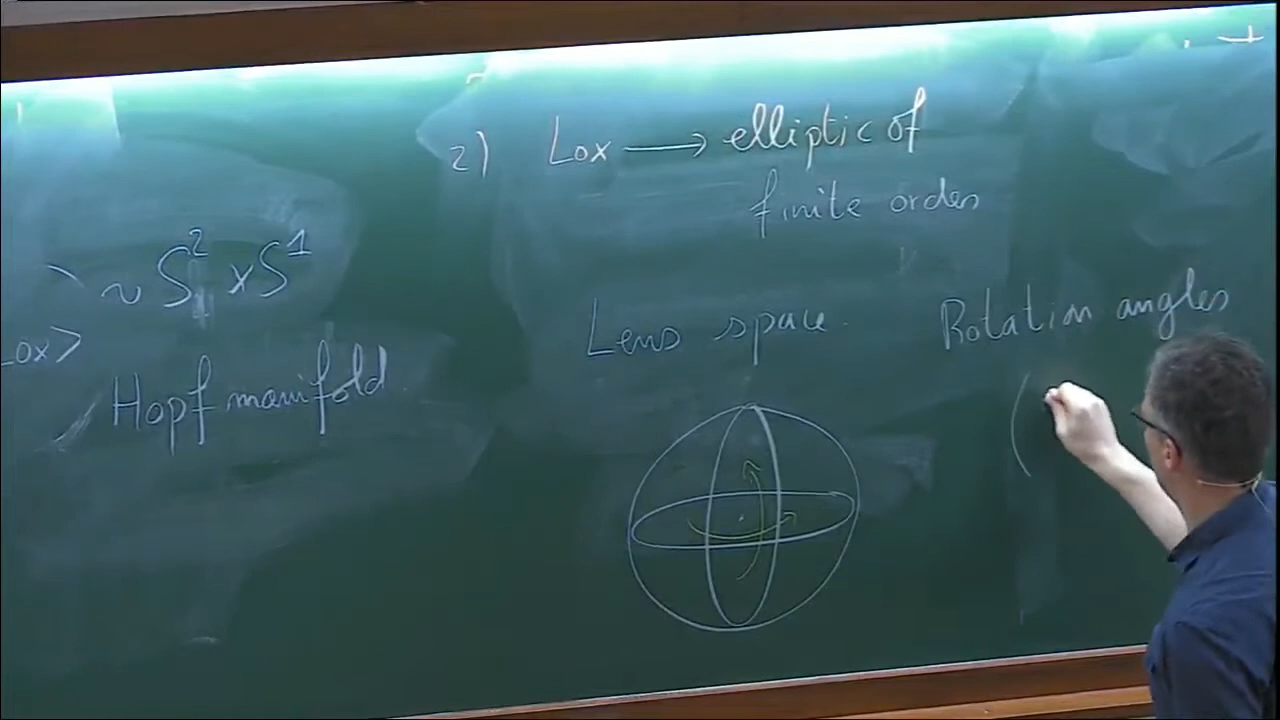 2) Lox → elliptic of
finite order
~ S² x S¹
Lox>
Hopf manifold
Lens space.
Rotation angles
(